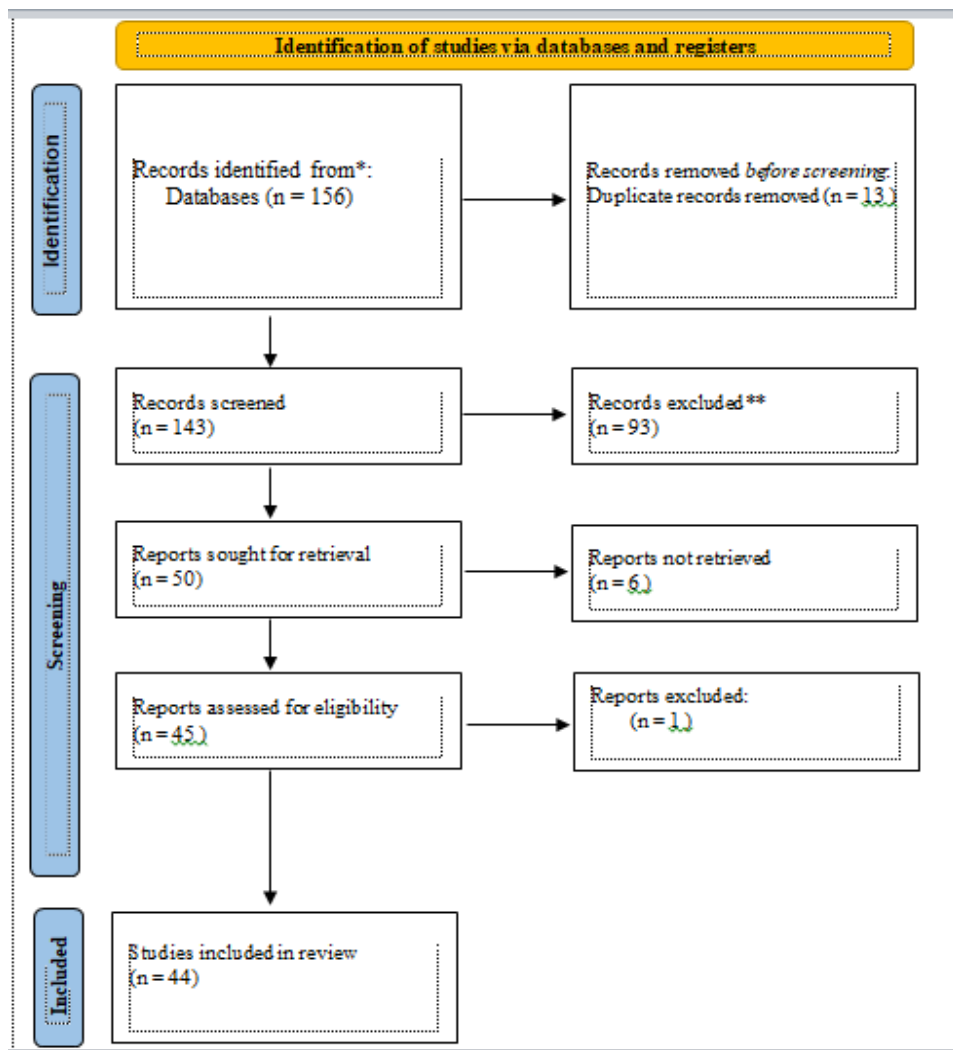 Identification of studies via databases and registers
Identification
Records identified from*:
Databases (n = 156)
Records removed before screening:
Duplicate records removed (n = 13 )
Screening
Records screened
(n = 143)
Records excluded**
(n = 93)
Reports sought for retrieval
(n = 50)
Reports not retrieved
(n = 6 )
Reports assessed for eligibility
(n = 45 )
Reports excluded:
(n = 1 )
Included
Studies included in review
(n = 44)